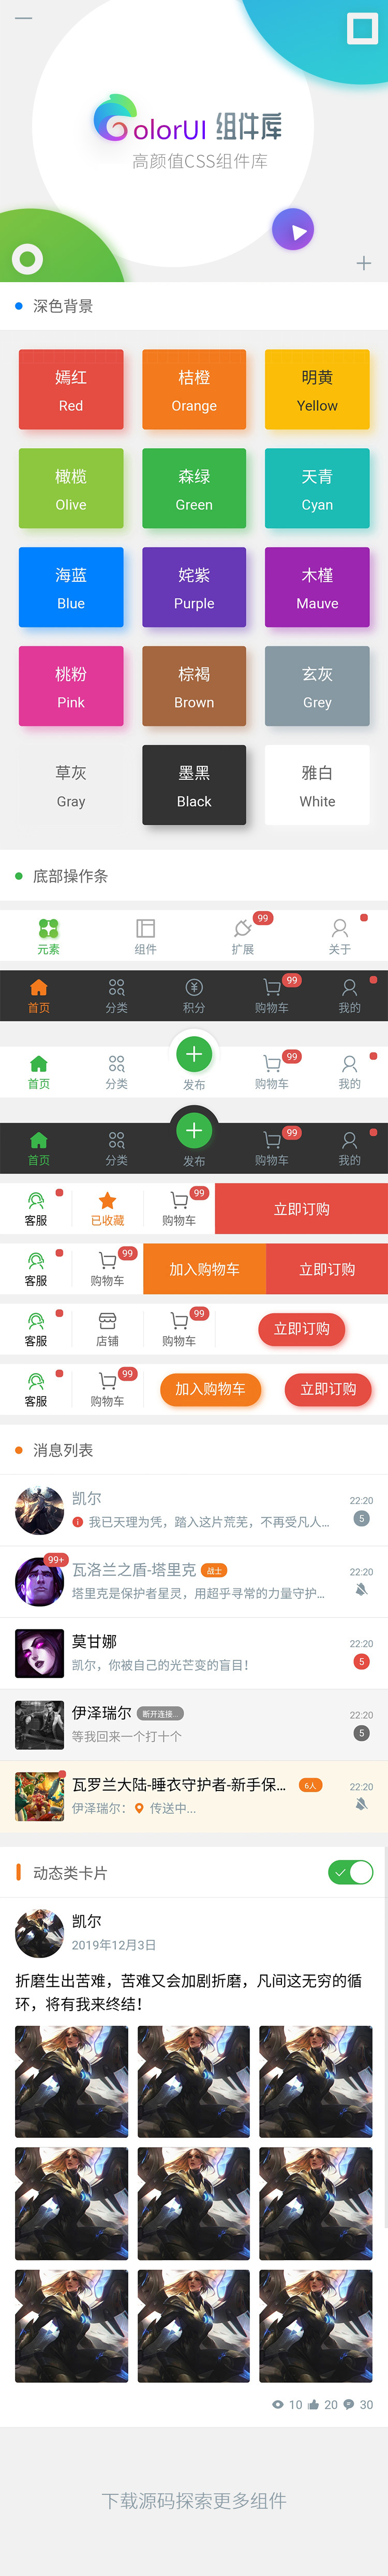 olorUI 组件库
高颜值CSS组件库
深色背景
嫣红 桔橙 明黄
Red Orange Yellow
橄榄 森绿 天青
Olive Green Cyan
海蓝 姹紫 木槿
Blue Purple Mauve
桃粉 棕褐 玄灰
Pink Brown Grey
草灰 墨黑 雅白
Gray Black White
底部操作条
99
元素 组件 扩展 关于
99
首页 分类 积分 购物车 我的
99
首页 分类 发布 购物车 我的
99
首页 分类 发布 购物车 我的
99
客服 已收藏 购物车 立即订购
99
客服 购物车 加入购物车 立即订购
99
客服 店铺 购物车 立即订购
99
客服 购物车 加入购物车 立即订购
消息列表
凯尔 22:20
我已天理为凭，踏入这片荒芜，不再受凡人... 5
99+
瓦洛兰之盾-塔里克 战士 22:20
塔里克是保护者星灵，用超乎寻常的力量守护...
莫甘娜 22:20
凯尔，你被自己的光芒变的盲目！ 5
伊泽瑞尔 断开连接... 22:20
等我回来一个打十个 5
瓦罗兰大陆-睡衣守护者-新手保... 6人 22:20
伊泽瑞尔： 传送中...
动态类卡片
凯尔
2019年12月3日
折磨生出苦难，苦难又会加剧折磨，凡间这无穷的循
环，将有我来终结！
10 20 30
下载源码探索更多组件